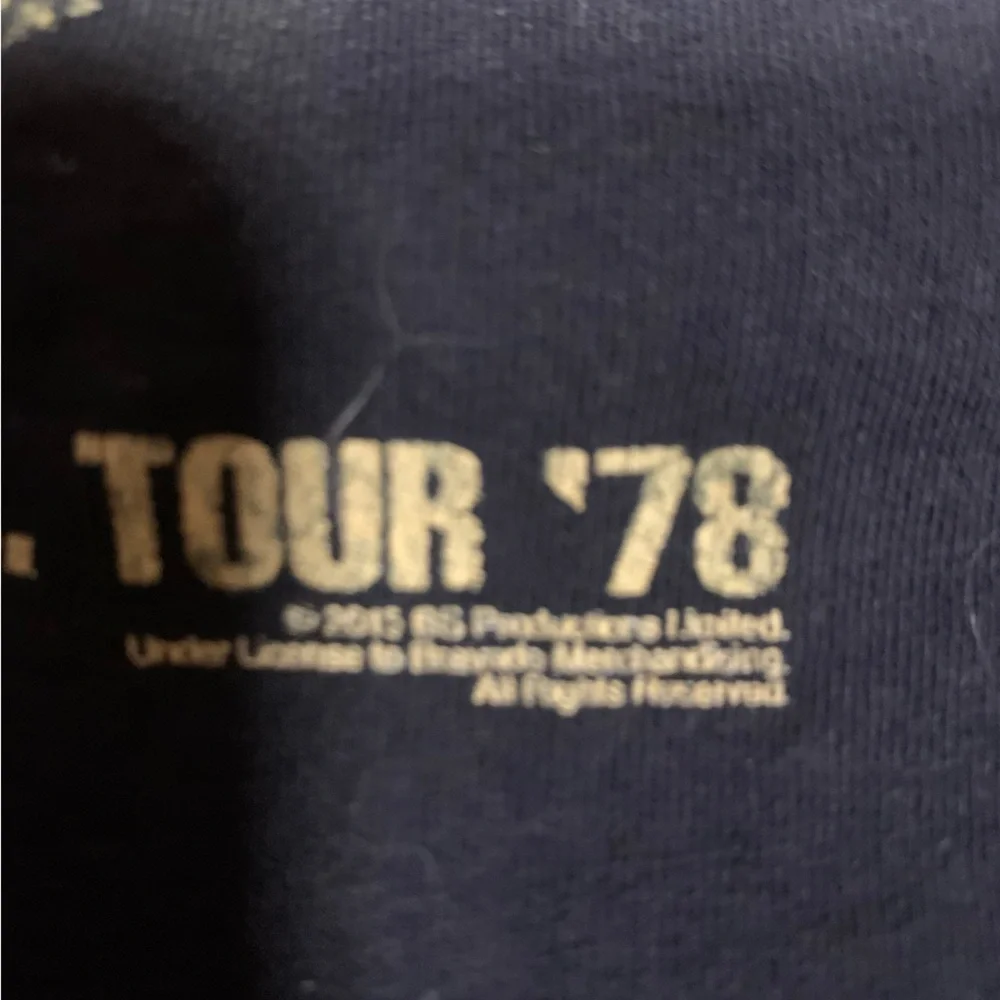 . TOUR '78
© 2015 BS Productions Limited.
Under License to Bravado Merchandising.
All Rights Reserved.